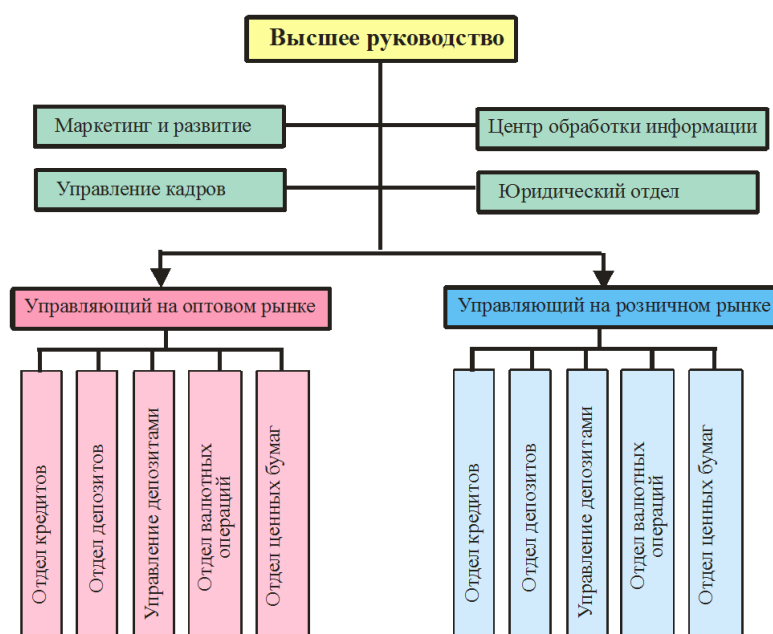 Высшее руководство
Маркетинг и развитие
Центр обработки информации
Управление кадров
Юридический отдел
Управляющий на оптовом рынке
Управляющий на розничном рынке
Отдел кредитов
Отдел депозитов
Управление депозитами
Отдел валютных
операций
Отдел ценных бумаг
Отдел кредитов
Отдел депозитов
Управление депозитами
Отдел валютных
операций
Отдел ценных бумаг